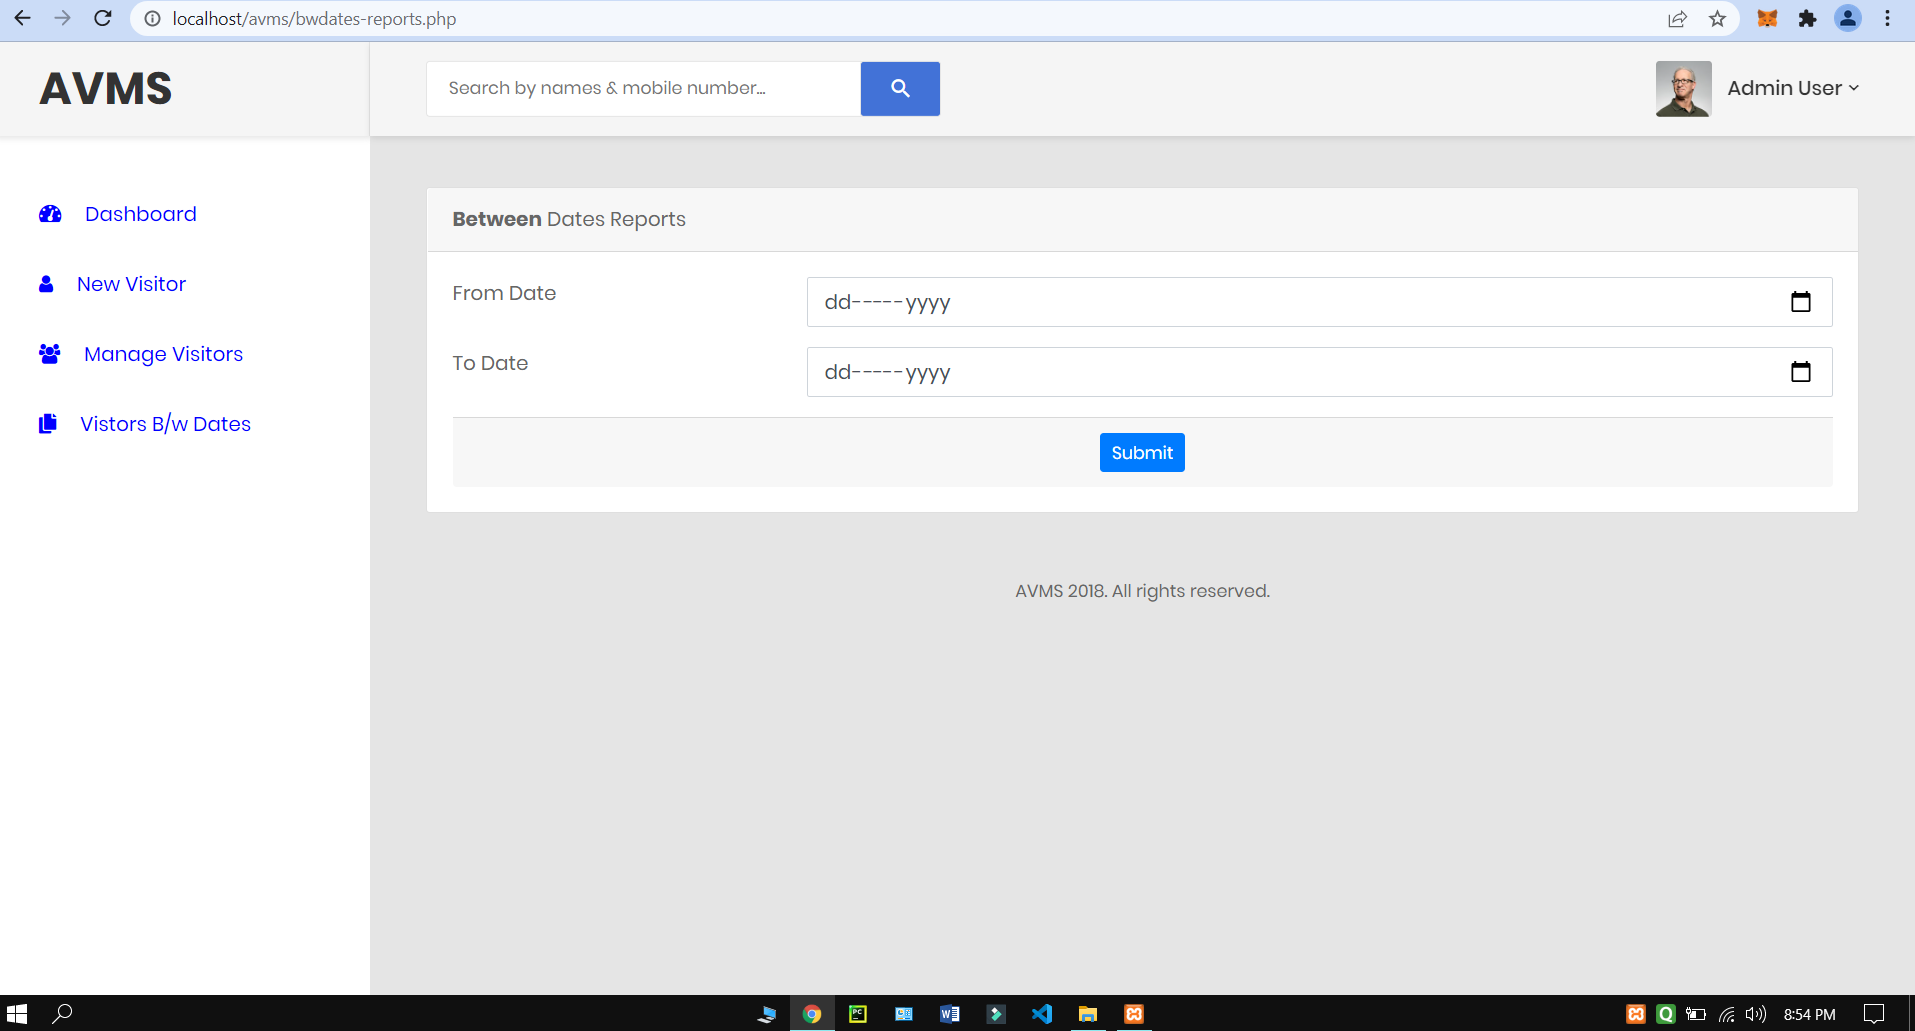 localhost/avms/bwdates-reports.php
AVMS
Search by names & mobile number...
Admin User
Dashboard
New Visitor
Manage Visitors
Vistors B/w Dates
Between Dates Reports
From Date
dd-----yyyy
To Date
dd-----yyyy
Submit
AVMS 2018. All rights reserved.
8:54 PM